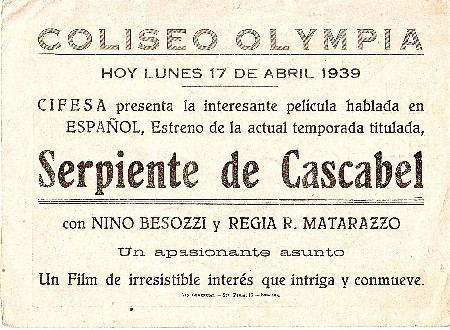 COLISEO OLYMPIA
HOY LUNES 17 DE ABRIL 1939
CIFESA presenta la interesante película hablada en
ESPAÑOL, Estreno de la actual temporada titulada,
Serpiente de Cascabel
con NINO BESOZZI y REGIA R. MATARAZZO
Un apasionante asunto
Un Film de irresistible interés que intriga y conmueve.